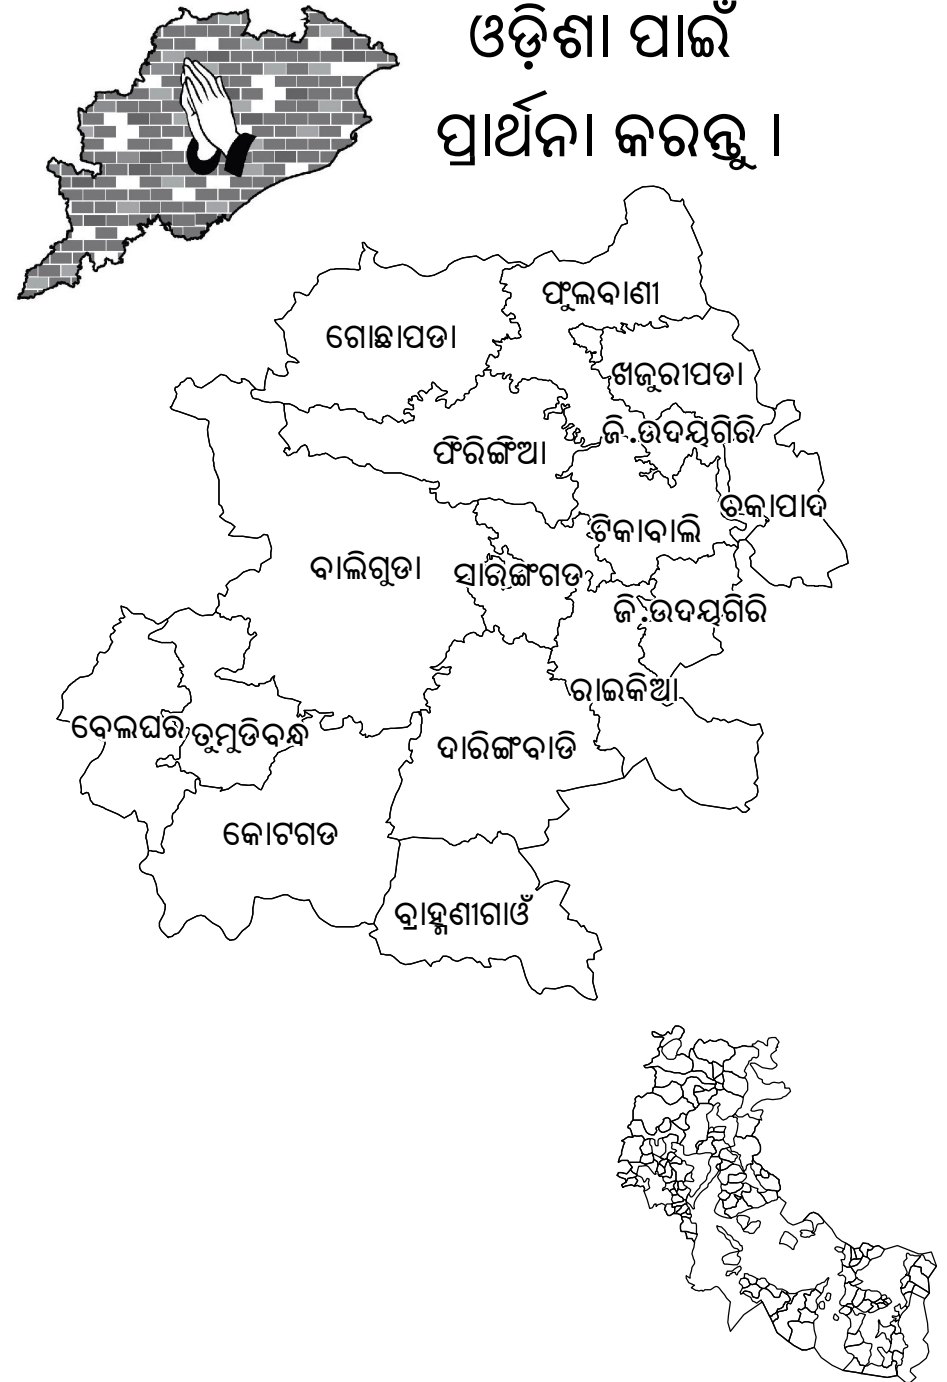 ଓଡ଼ିଶା ପାଇଁ
ପ୍ରାର୍ଥନା କରନ୍ତୁ ।
ଫୁଲବାଣୀ
ଗୋଛାପଡା
ଖଜୁରୀପଡା
ଜି.ଉଦୟଗିରି
ଫିରିଙ୍ଗିଆ
ଚକାପାଦ
ଟିକାବାଲି
ବାଲିଗୁଡା
ସାରିଙ୍ଗଗଡ
ଜି.ଉଦୟଗିରି
ରାଇକିଆ
ବେଲଘର
ତୁମୁଡିବନ୍ଧ
ଦାରିଙ୍ଗବାଡି
କୋଟଗଡ
ବ୍ରାହ୍ମଣୀଗାଓଁ